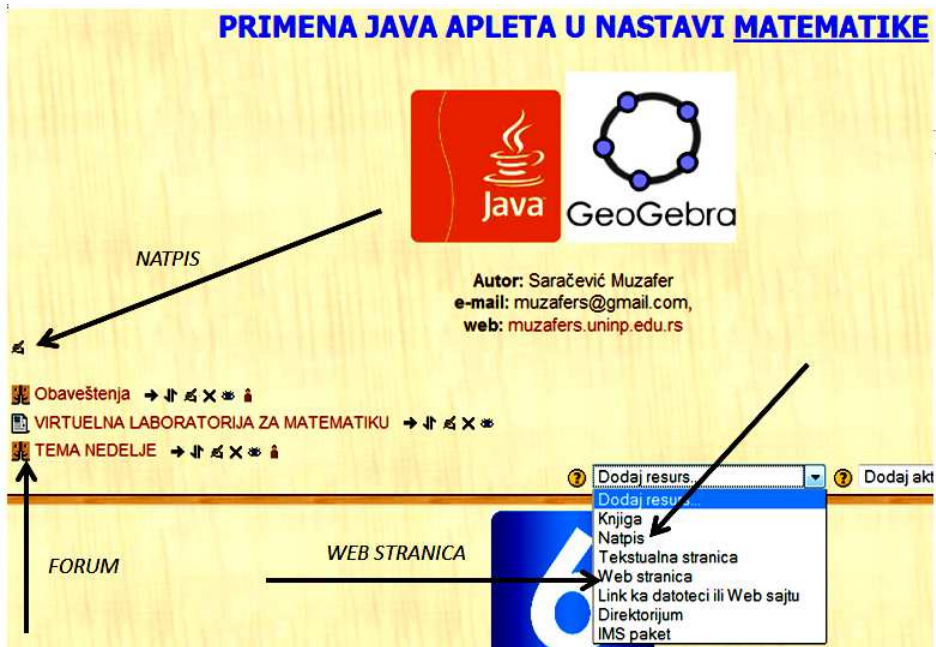 PRIMENA JAVA APLETA U NASTAVI MATEMATIKE
Java
GeoGebra
NATPIS
Autor: Saračević Muzafer
e-mail: muzafers@gmail.com,
web: muzafers.uninp.edu.rs
Obaveštenja
VIRTUELNA LABORATORIJA ZA MATEMATIKU
TEMA NEDELJE
? Dodaj resurs... ? Dodaj akt
Dodaj resurs...
Knjiga
Natpis
Tekstualna stranica
Web stranica
Link ka datoteci ili Web sajtu
Direktorijum
IMS paket
FORUM
WEB STRANICA
6